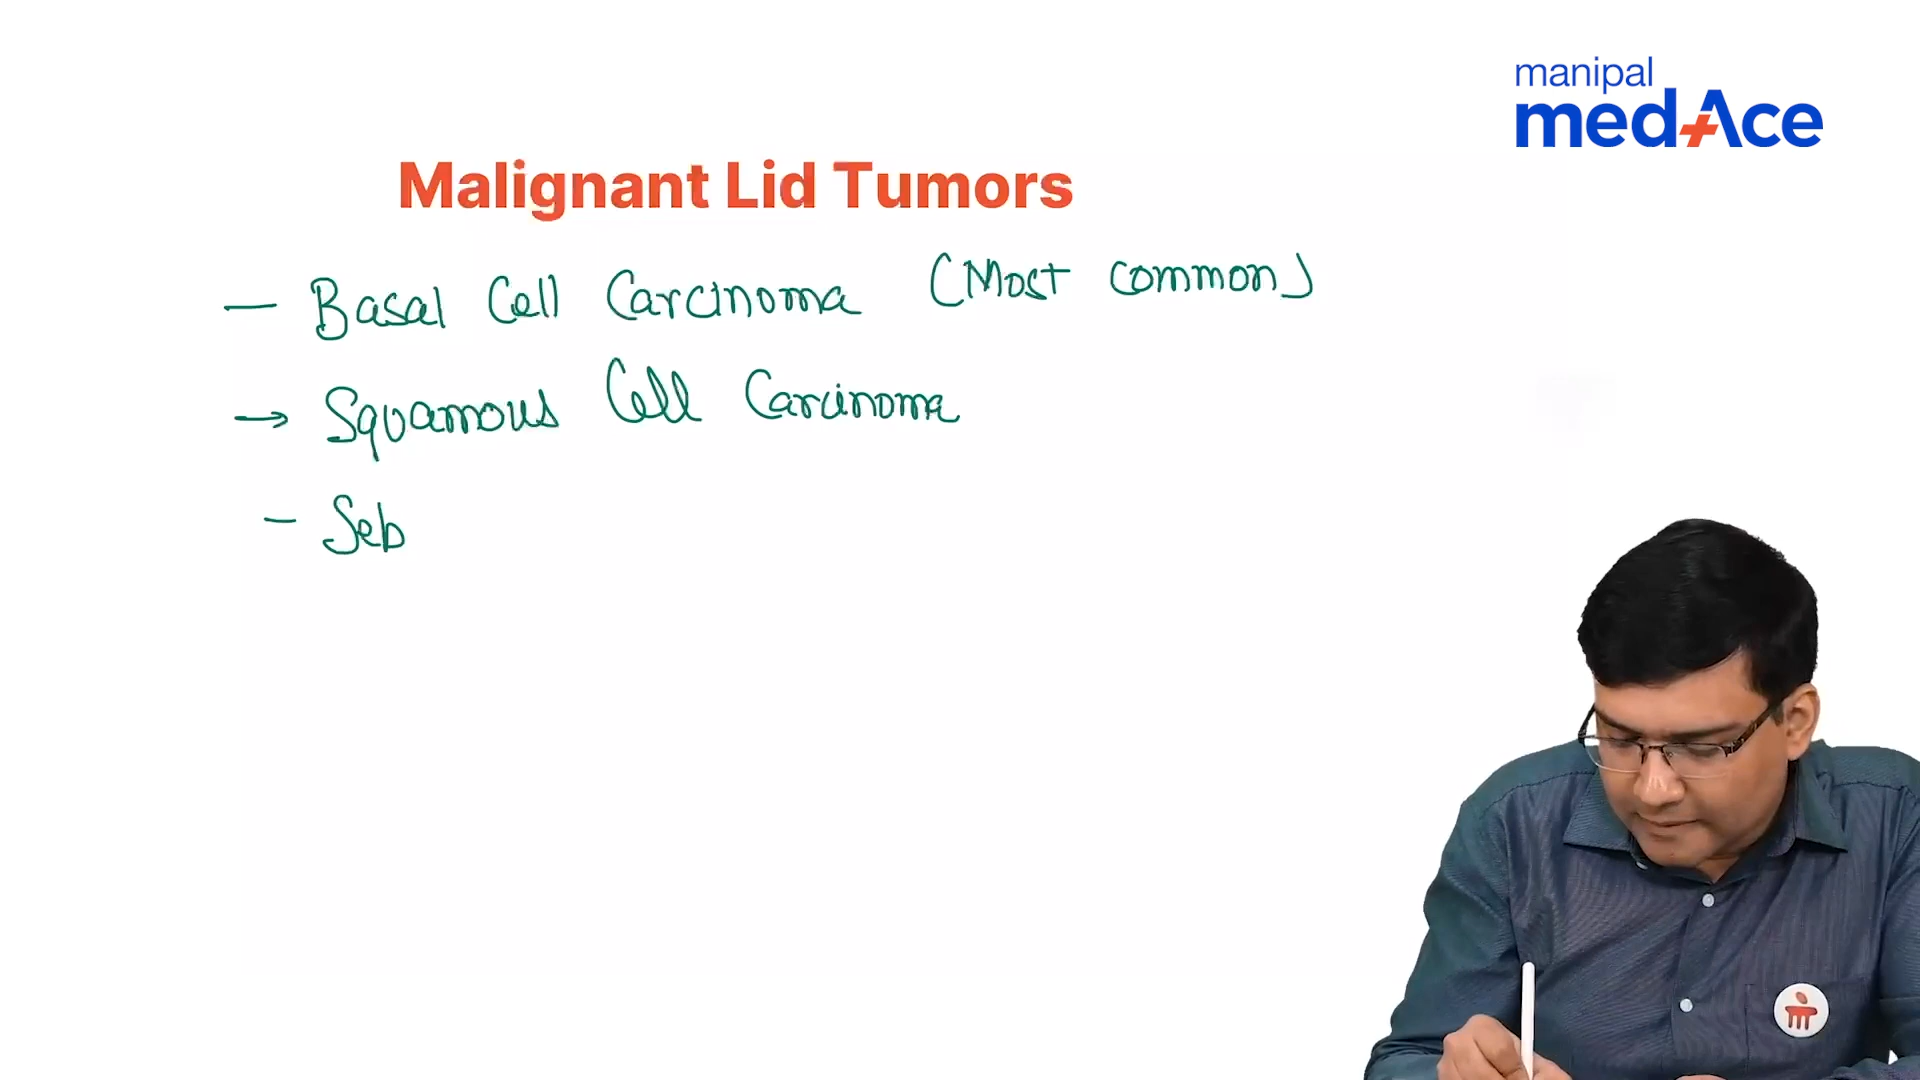 manipal
medAce
Malignant Lid Tumors
— Basal Cell Carcinoma (Most common)
→ Squamous Cell Carcinoma
- Seb